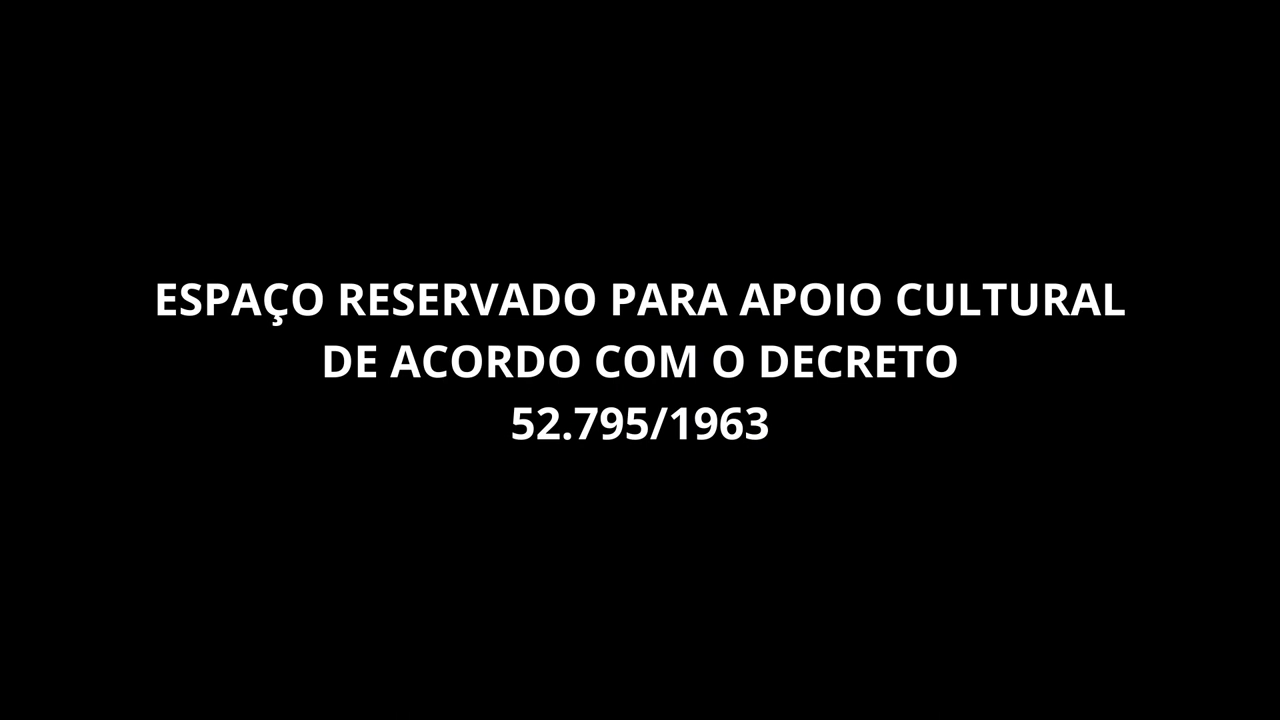 ESPAÇO RESERVADO PARA APOIO CULTURAL
DE ACORDO COM O DECRETO
52.795/1963